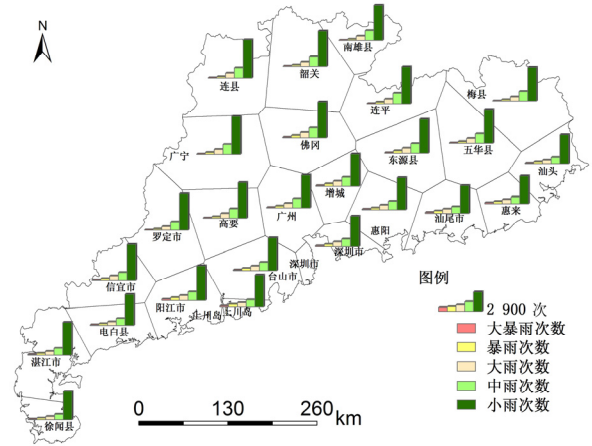 N
南雄县
韶关
连县
连平
梅县
佛冈
五华县
广宁
东源县
汕头
增城
广州
高要
惠来
汕尾市
惠阳
罗定市
深圳市
深圳市
台山市
信宜市
阳江市
上川岛
上川岛
电白县
湛江市
徐闻县
图例
2 900 次
大暴雨次数
暴雨次数
大雨次数
中雨次数
小雨次数
0 130 260 km